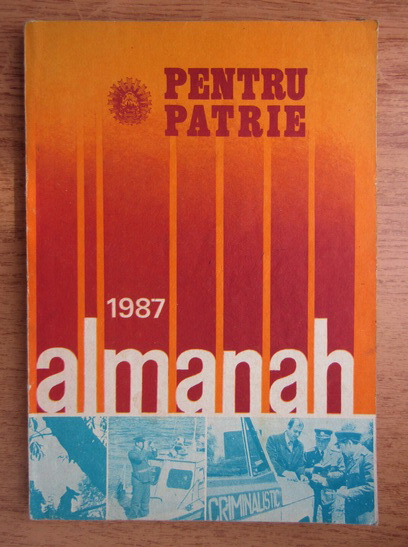 PENTRU
PATRIE
1987
almanah
CRIMINALISTIC